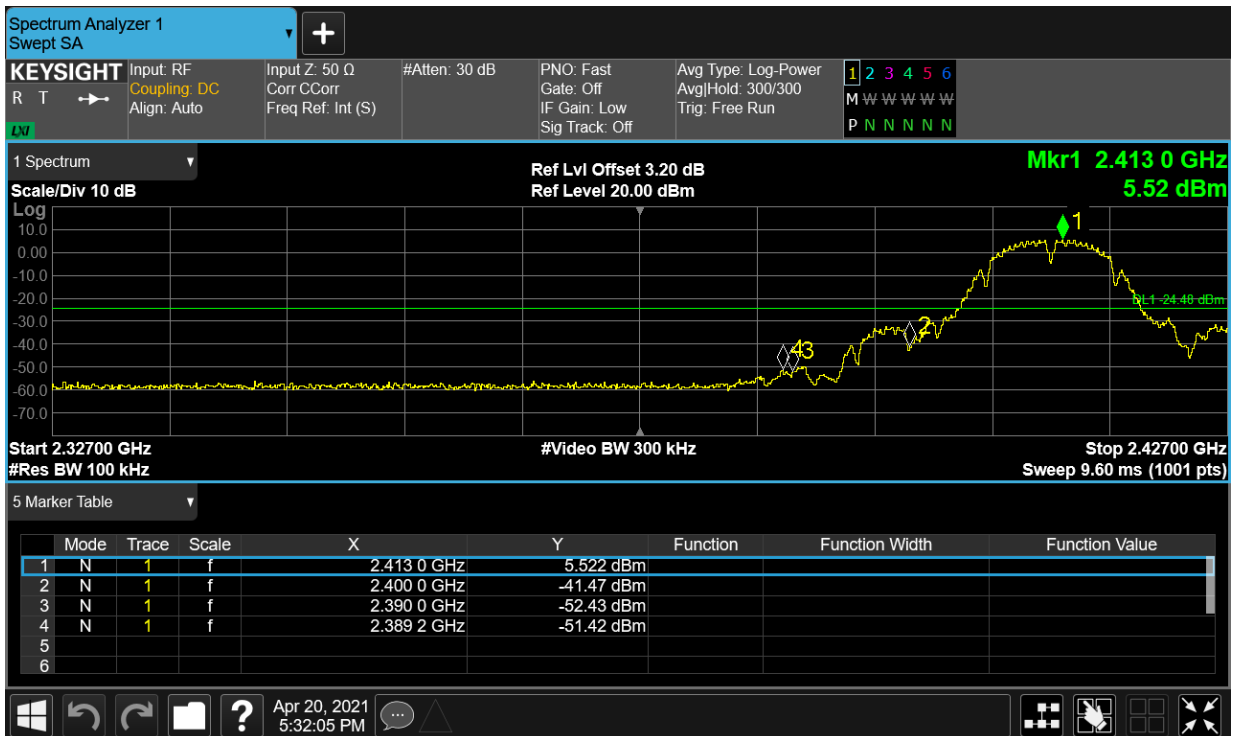 Spectrum Analyzer 1
Swept SA
KEYSIGHT Input: RF Input Z: 50 Ω #Atten: 30 dB PNO: Fast Avg Type: Log-Power 1 2 3 4 5 6
R T Coupling: DC Corr CCorr Gate: Off Avg|Hold: 300/300 M W W W W W
Align: Auto Freq Ref: Int (S) IF Gain: Low Trig: Free Run
LXI Sig Track: Off P N N N N N
1 Spectrum Ref Lvl Offset 3.20 dB Mkr1 2.413 0 GHz
Scale/Div 10 dB Ref Level 20.00 dBm 5.52 dBm
Log
10.0 1
0.00
-10.0
-20.0 DL1 -24.48 dBm
-30.0 2
-40.0 43
-50.0
-60.0
-70.0
Start 2.32700 GHz #Video BW 300 kHz Stop 2.42700 GHz
#Res BW 100 kHz Sweep 9.60 ms (1001 pts)
5 Marker Table
Mode Trace Scale X Y Function Function Width Function Value
1 N 1 f 2.413 0 GHz 5.522 dBm
2 N 1 f 2.400 0 GHz -41.47 dBm
3 N 1 f 2.390 0 GHz -52.43 dBm
4 N 1 f 2.389 2 GHz -51.42 dBm
5
6
? Apr 20, 2021
5:32:05 PM